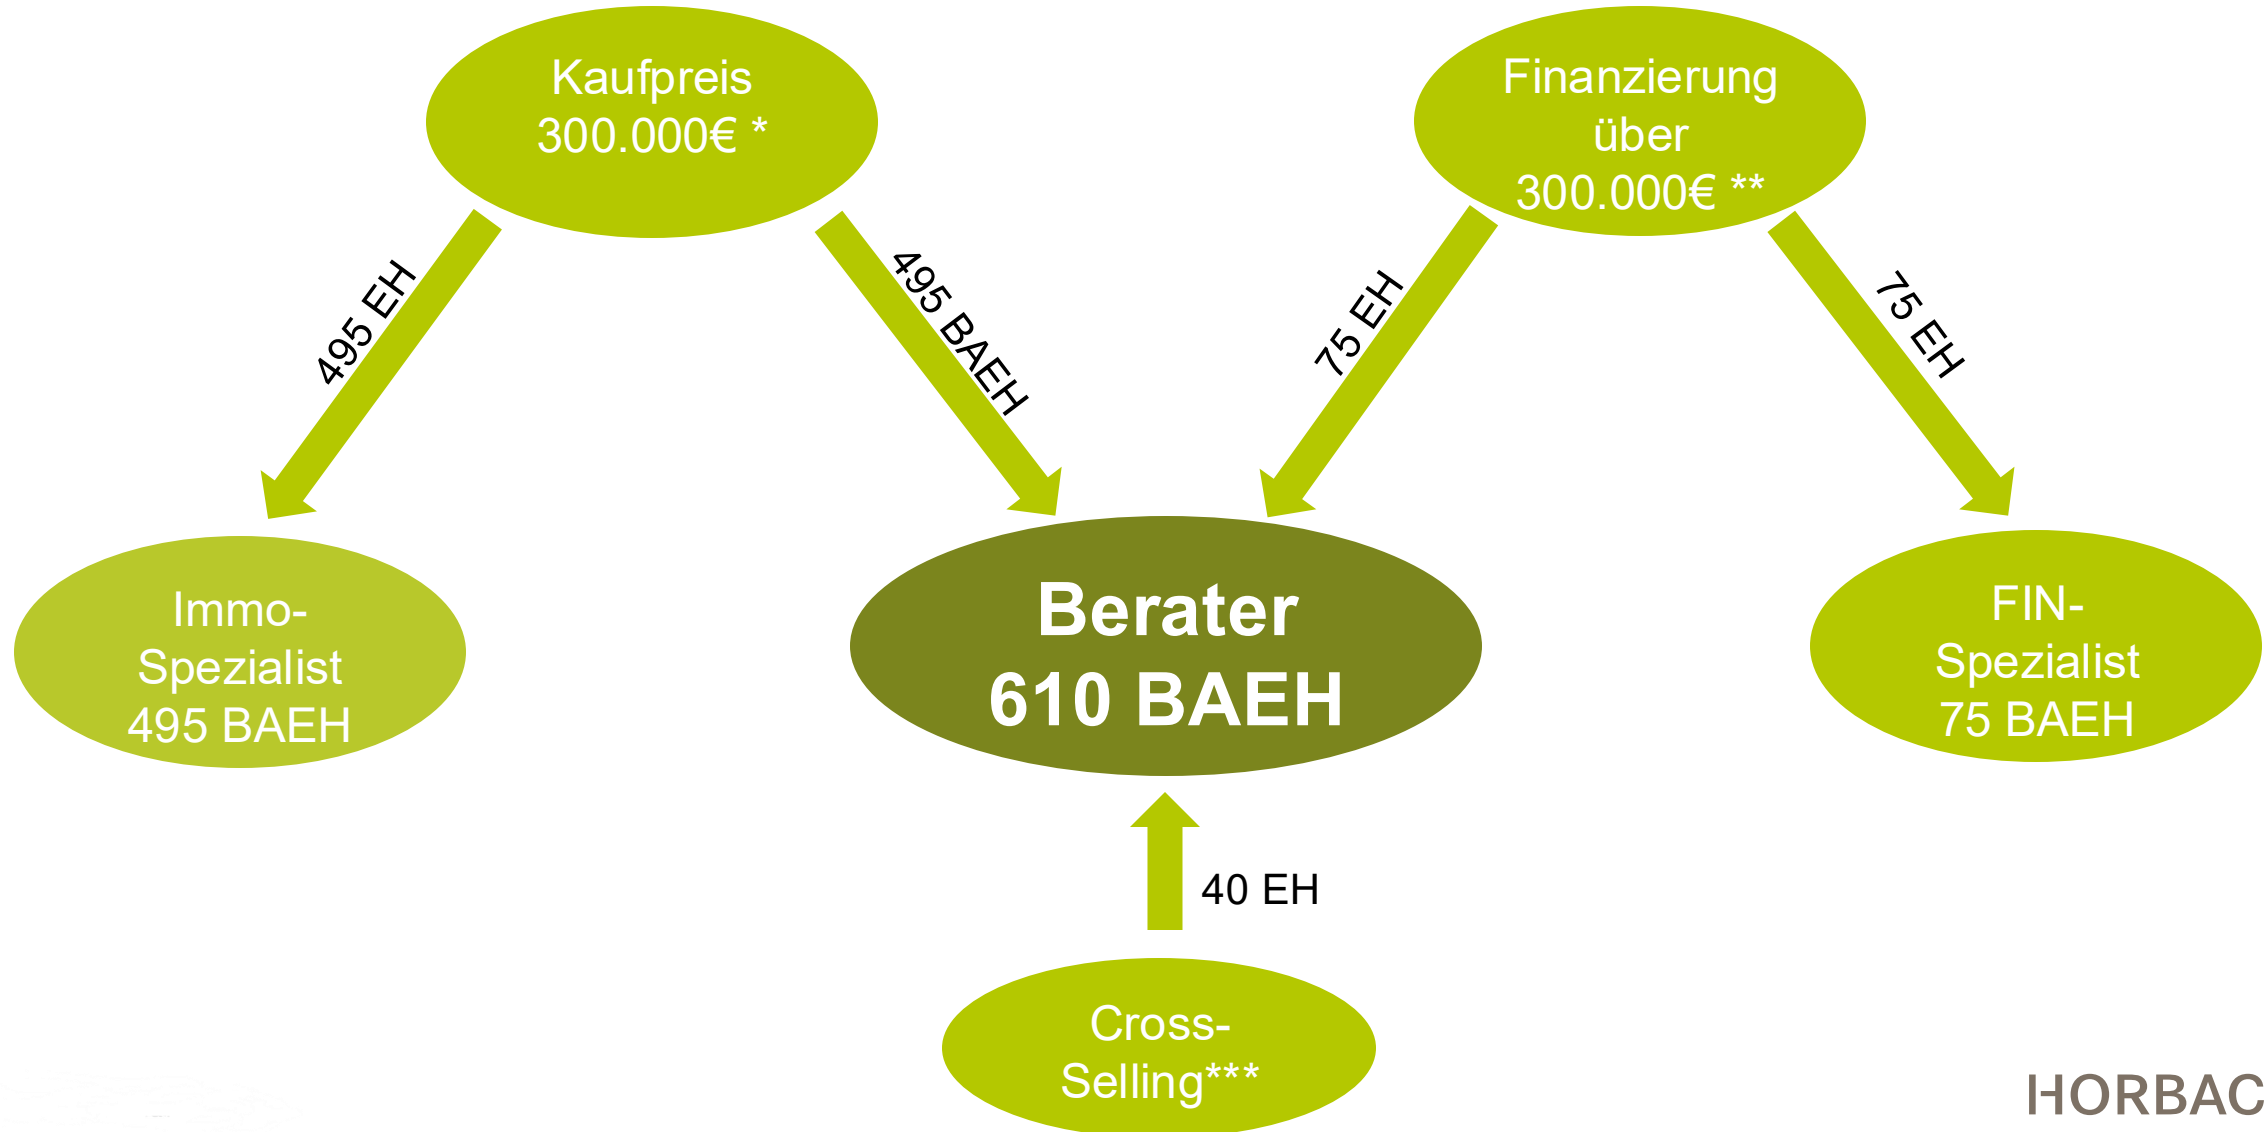 Kaufpreis
300.000€ *
Finanzierung
über
300.000€ **
495 EH
495 BAEH
75 EH
75 EH
Immo-
Spezialist
495 BAEH
Berater
610 BAEH
FIN-
Spezialist
75 BAEH
40 EH
Cross-
Selling***
HORBAC